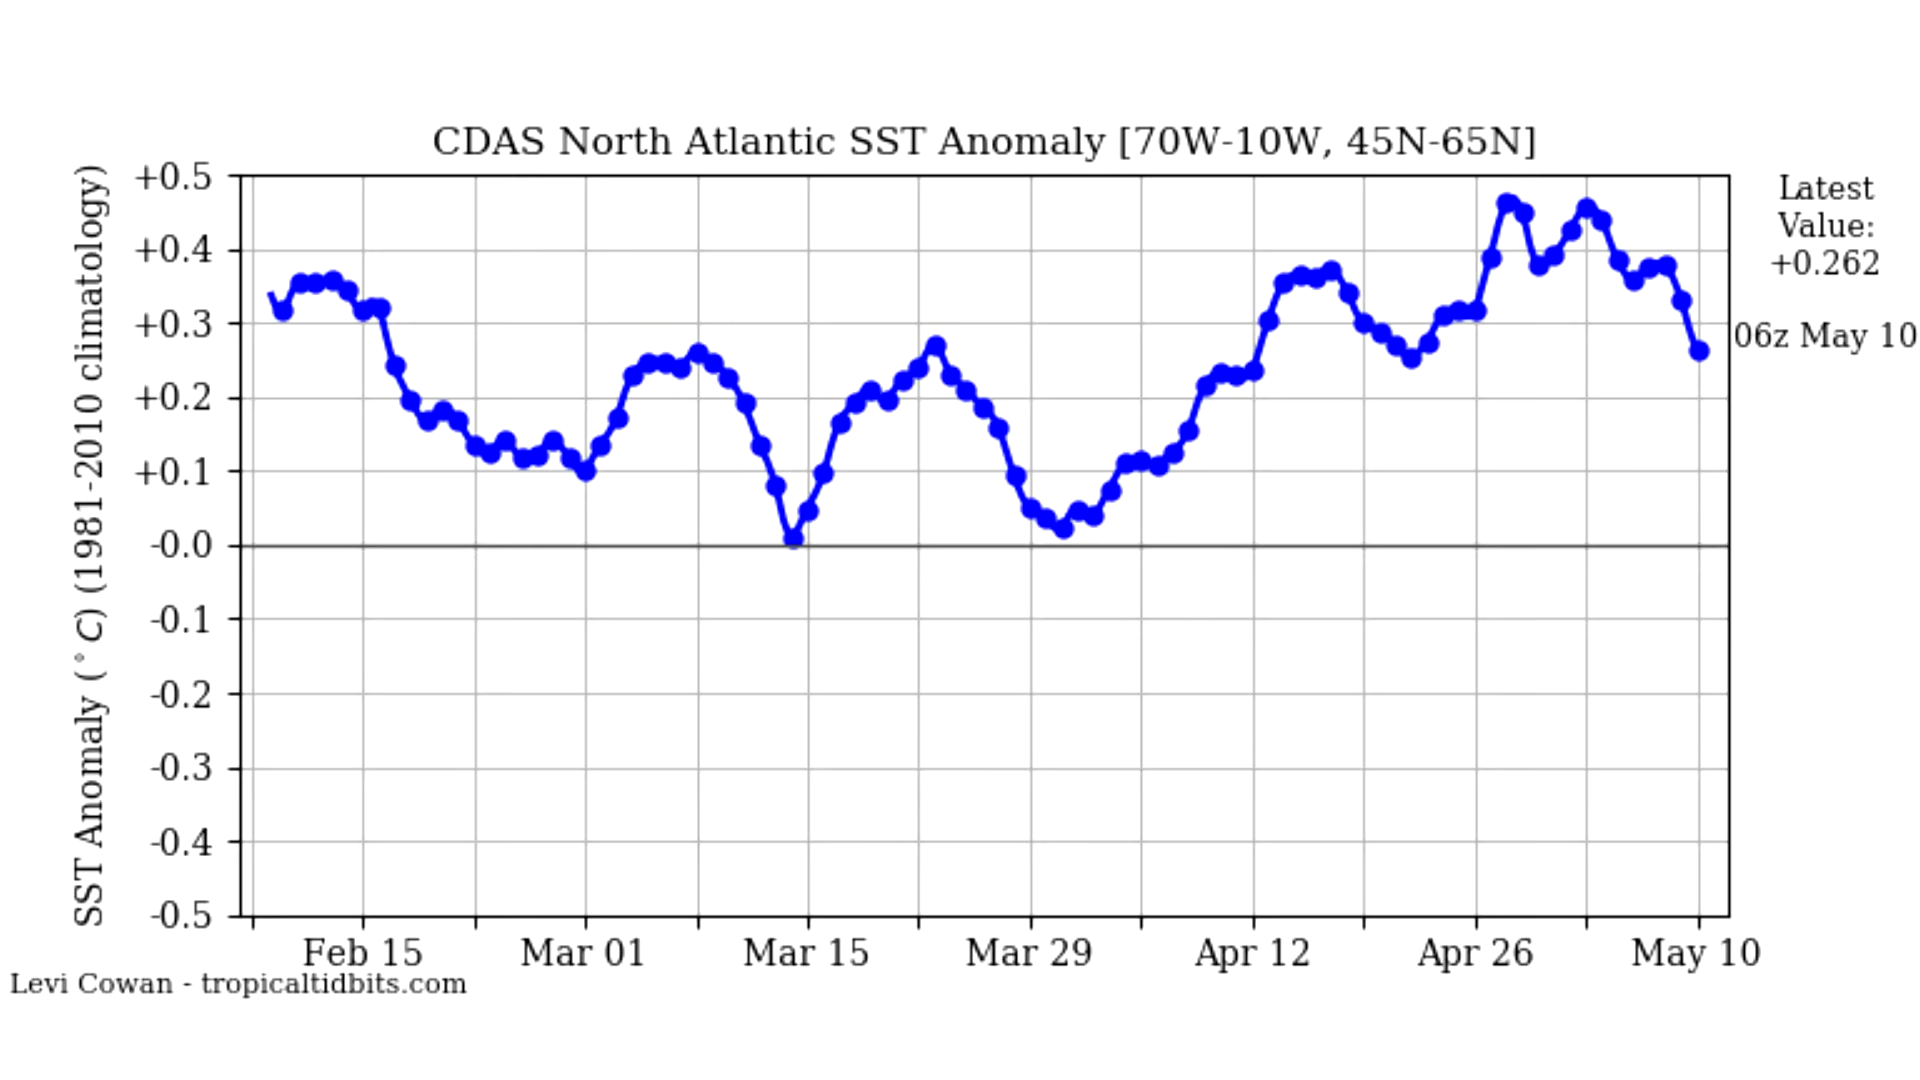 CDAS North Atlantic SST Anomaly [70W-10W, 45N-65N]
SST Anomaly (°C) (1981-2010 climatology)
+0.5
+0.4
+0.3
+0.2
+0.1
-0.0
-0.1
-0.2
-0.3
-0.4
-0.5
Latest
Value:
+0.262
06z May 10
Feb 15 Mar 01 Mar 15 Mar 29 Apr 12 Apr 26 May 10
Levi Cowan - tropicaltidbits.com